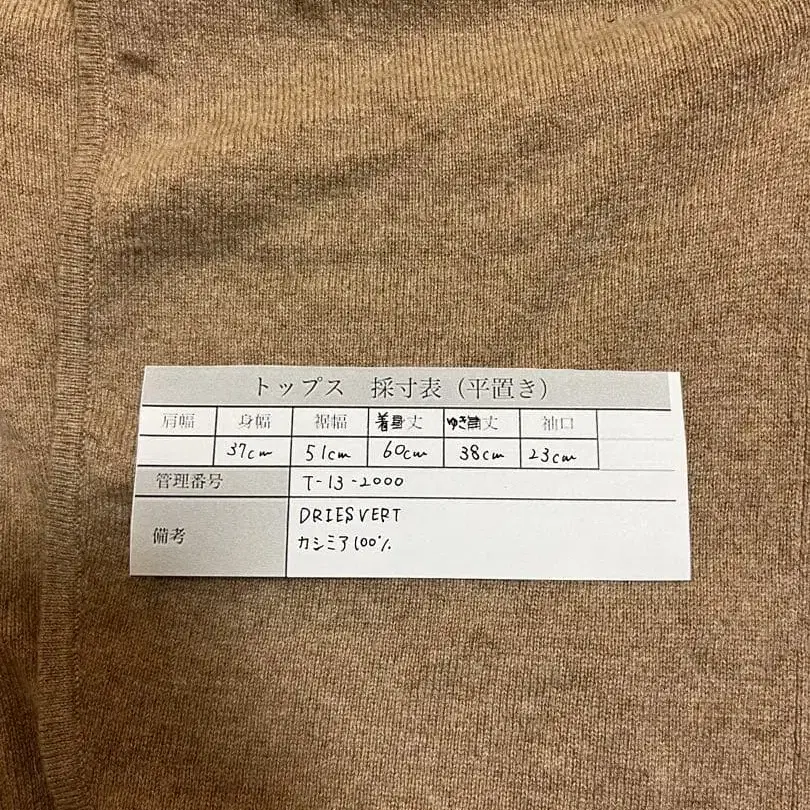 トップス 採寸表（平置き）
肩幅 身幅 裾幅 着丈 ゆき丈 袖口
37cm 51cm 60cm 38cm 23cm
管理番号 T-13-2000
備考 DRIESVERT
カシミア100%